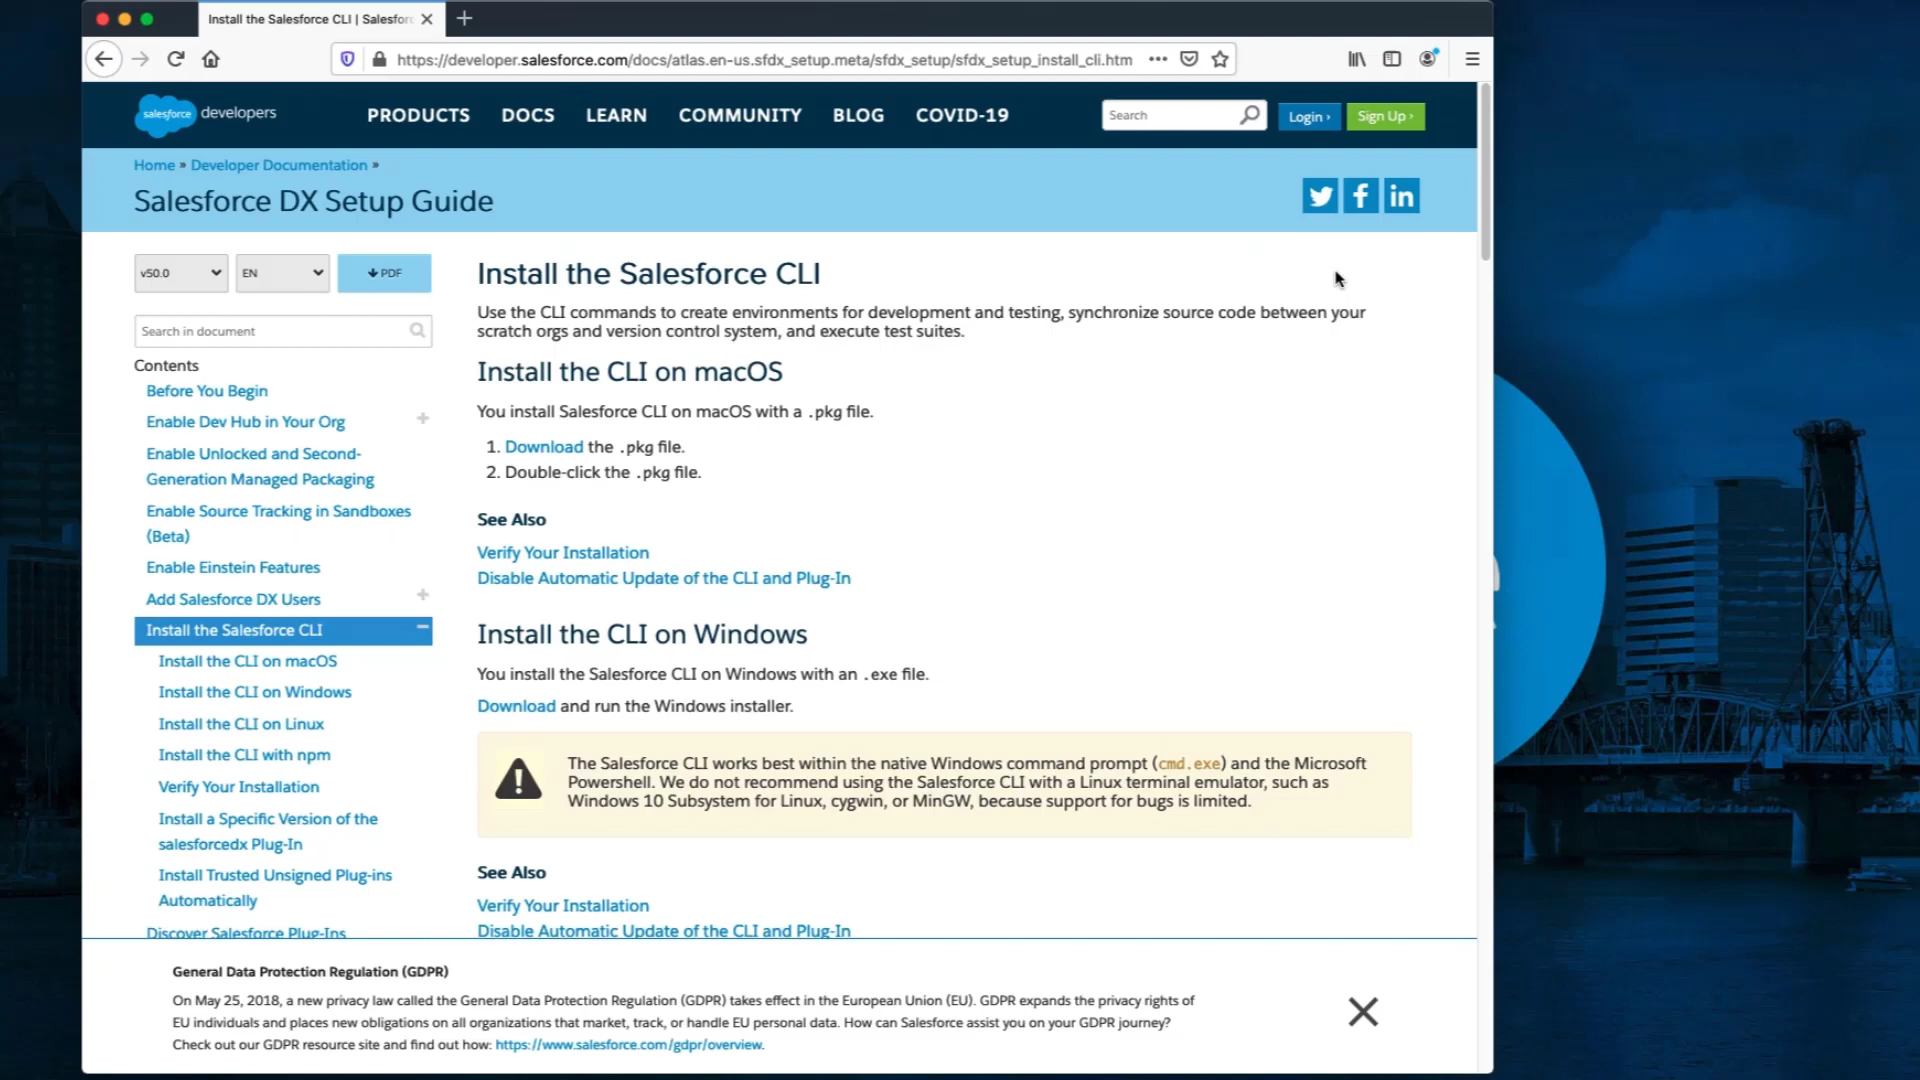 Install the Salesforce CLI | Salesforc
https://developer.salesforce.com/docs/atlas.en-us.sfdx_setup.meta/sfdx_setup/sfdx_setup_install_cli.htm
salesforce developers
PRODUCTS DOCS LEARN COMMUNITY BLOG COVID-19
Search
Login ›
Sign Up ›
Home » Developer Documentation »
Salesforce DX Setup Guide
v50.0
EN
PDF
Search in document
Contents
Before You Begin
Enable Dev Hub in Your Org
Enable Unlocked and Second-
Generation Managed Packaging
Enable Source Tracking in Sandboxes
(Beta)
Enable Einstein Features
Add Salesforce DX Users
Install the Salesforce CLI
Install the CLI on macOS
Install the CLI on Windows
Install the CLI on Linux
Install the CLI with npm
Verify Your Installation
Install a Specific Version of the
salesforcedx Plug-In
Install Trusted Unsigned Plug-ins
Automatically
Discover Salesforce Plug-Ins
Install the Salesforce CLI
Use the CLI commands to create environments for development and testing, synchronize source code between your
scratch orgs and version control system, and execute test suites.
Install the CLI on macOS
You install Salesforce CLI on macOS with a .pkg file.
1. Download the .pkg file.
2. Double-click the .pkg file.
See Also
Verify Your Installation
Disable Automatic Update of the CLI and Plug-In
Install the CLI on Windows
You install the Salesforce CLI on Windows with an .exe file.
Download and run the Windows installer.
The Salesforce CLI works best within the native Windows command prompt (cmd.exe) and the Microsoft
Powershell. We do not recommend using the Salesforce CLI with a Linux terminal emulator, such as
Windows 10 Subsystem for Linux, cygwin, or MinGW, because support for bugs is limited.
See Also
Verify Your Installation
Disable Automatic Update of the CLI and Plug-In
General Data Protection Regulation (GDPR)
On May 25, 2018, a new privacy law called the General Data Protection Regulation (GDPR) takes effect in the European Union (EU). GDPR expands the privacy rights of
EU individuals and places new obligations on all organizations that market, track, or handle EU personal data. How can Salesforce assist you on your GDPR journey?
Check out our GDPR resource site and find out how: https://www.salesforce.com/gdpr/overview.